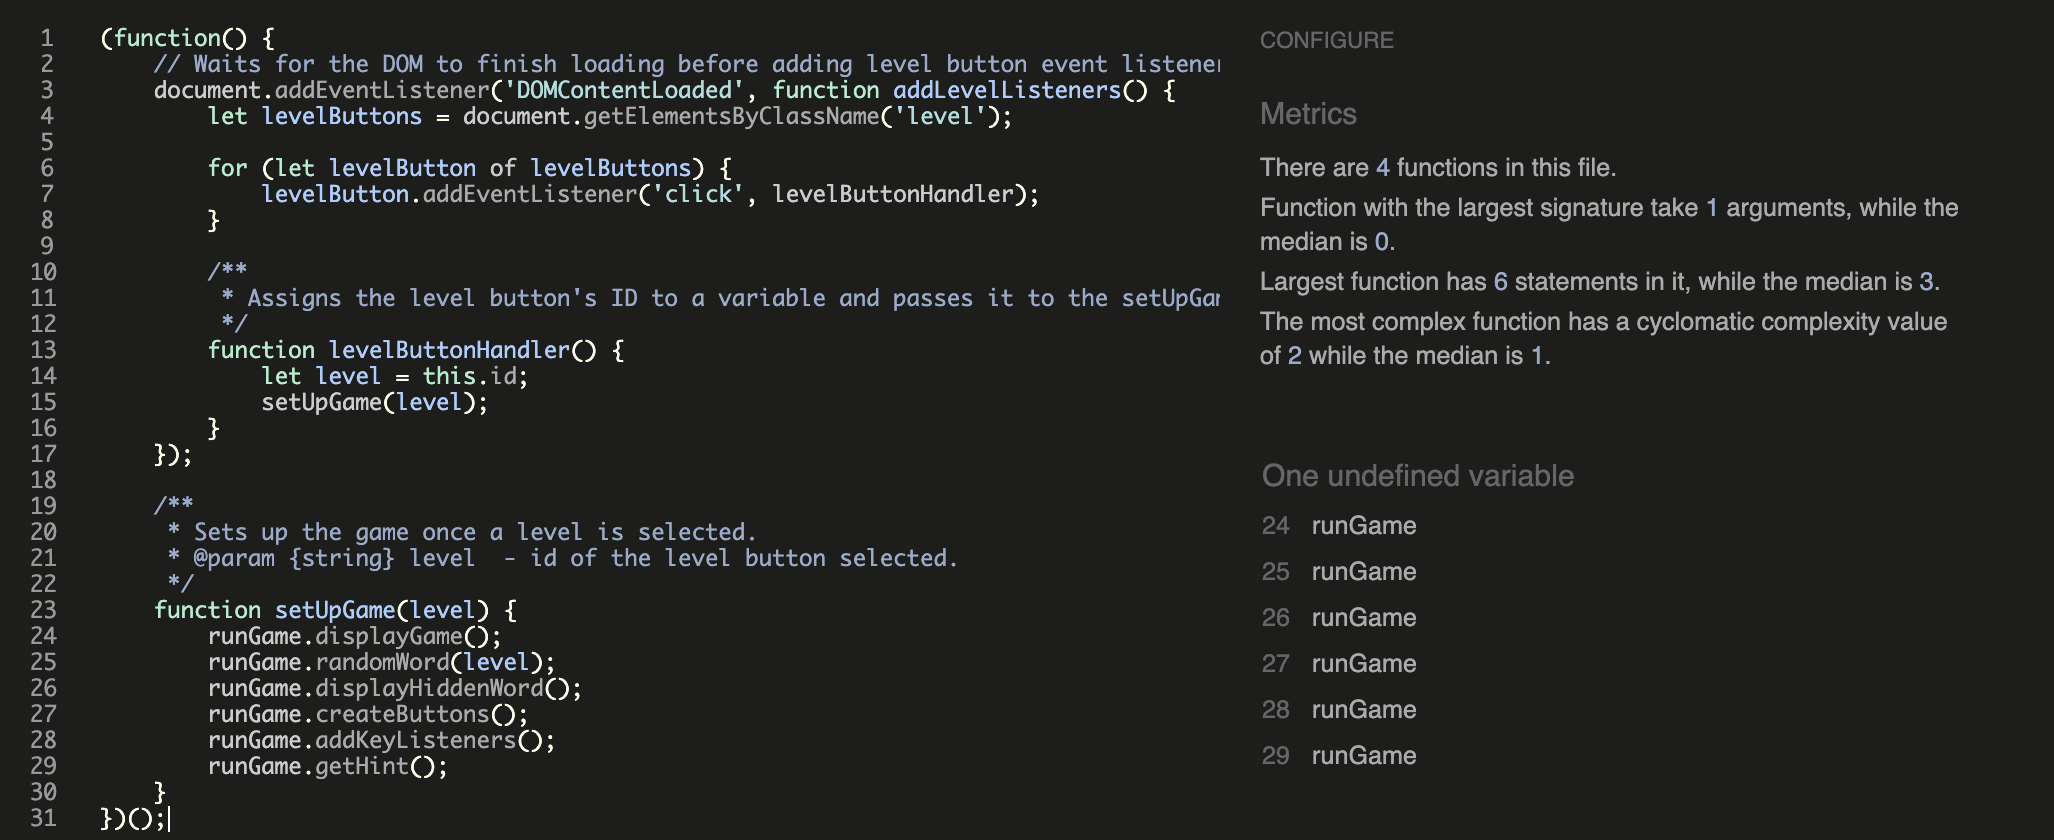 1 (function() {
2 // Waits for the DOM to finish loading before adding level button event
3 document.addEventListener('DOMContentLoaded', function addLevelListeners() {
4 let levelButtons = document.getElementsByClassName('level');
5
6 for (let levelButton of levelButtons) {
7 levelButton.addEventListener('click', levelButtonHandler);
8 }
9
10 /**
11 * Assigns the level button's ID to a variable and passes it to the
12 */
13 function levelButtonHandler() {
14 let level = this.id;
15 setUpGame(level);
16 }
17 });
18
19 /**
20 * Sets up the game once a level is selected.
21 * @param {string} level  - id of the level button selected.
22 */
23 function setUpGame(level) {
24 runGame.displayGame();
25 runGame.randomWord(level);
26 runGame.displayHiddenWord();
27 runGame.createButtons();
28 runGame.addKeyListeners();
29 runGame.getHint();
30 }
31 })();
CONFIGURE
Metrics
There are 4 functions in this file.
Function with the largest signature take 1 arguments, while the
median is 0.
Largest function has 6 statements in it, while the median is 3.
The most complex function has a cyclomatic complexity value
of 2 while the median is 1.
One undefined variable
24 runGame
25 runGame
26 runGame
27 runGame
28 runGame
29 runGame